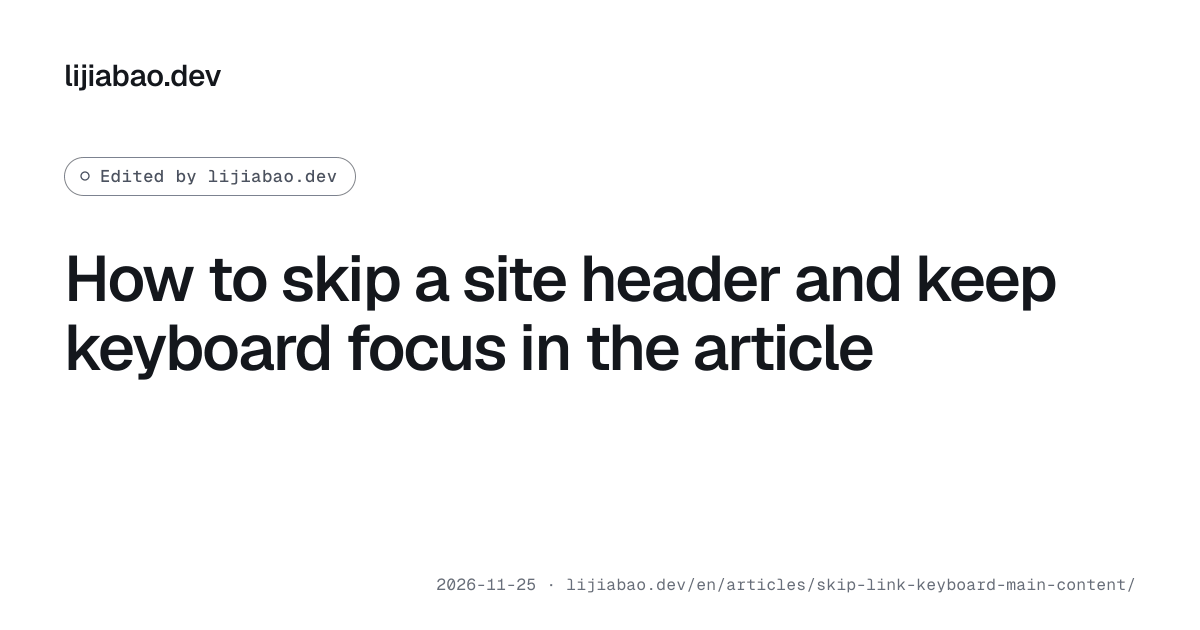 lijiabao.dev
Edited by lijiabao.dev
How to skip a site header and keep
keyboard focus in the article
2026-11-25 · lijiabao.dev/en/articles/skip-link-keyboard-main-content/